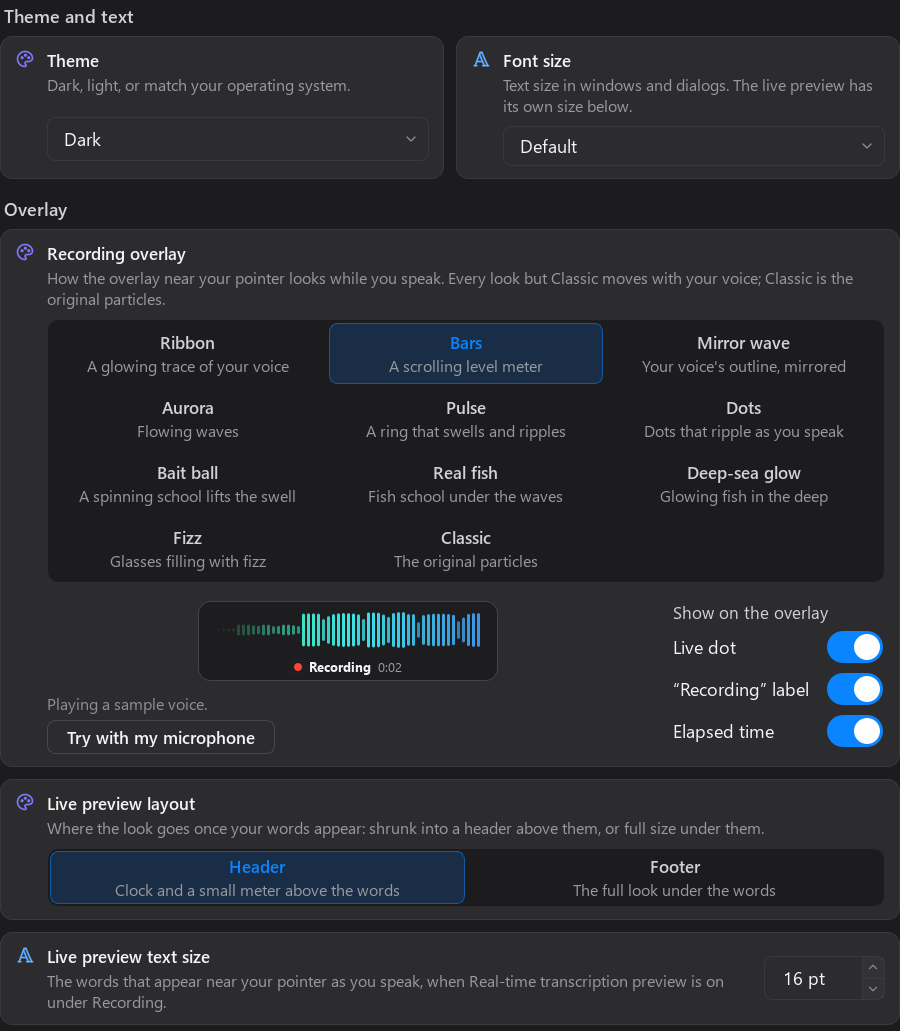 Theme and text
Theme
Dark, light, or match your operating system.
Dark
Font size
Text size in windows and dialogs. The live preview has
its own size below.
Default
Overlay
Recording overlay
How the overlay near your pointer looks while you speak. Every look but Classic moves with your voice; Classic is the
original particles.
Ribbon
A glowing trace of your voice
Bars
A scrolling level meter
Mirror wave
Your voice's outline, mirrored
Aurora
Flowing waves
Pulse
A ring that swells and ripples
Dots
Dots that ripple as you speak
Bait ball
A spinning school lifts the swell
Real fish
Fish school under the waves
Deep-sea glow
Glowing fish in the deep
Fizz
Glasses filling with fizz
Classic
The original particles
Recording 0:02
Playing a sample voice.
Try with my microphone
Show on the overlay
Live dot
“Recording” label
Elapsed time
Live preview layout
Where the look goes once your words appear: shrunk into a header above them, or full size under them.
Header
Clock and a small meter above the words
Footer
The full look under the words
Live preview text size
The words that appear near your pointer as you speak, when Real-time transcription preview is on
under Recording.
16 pt